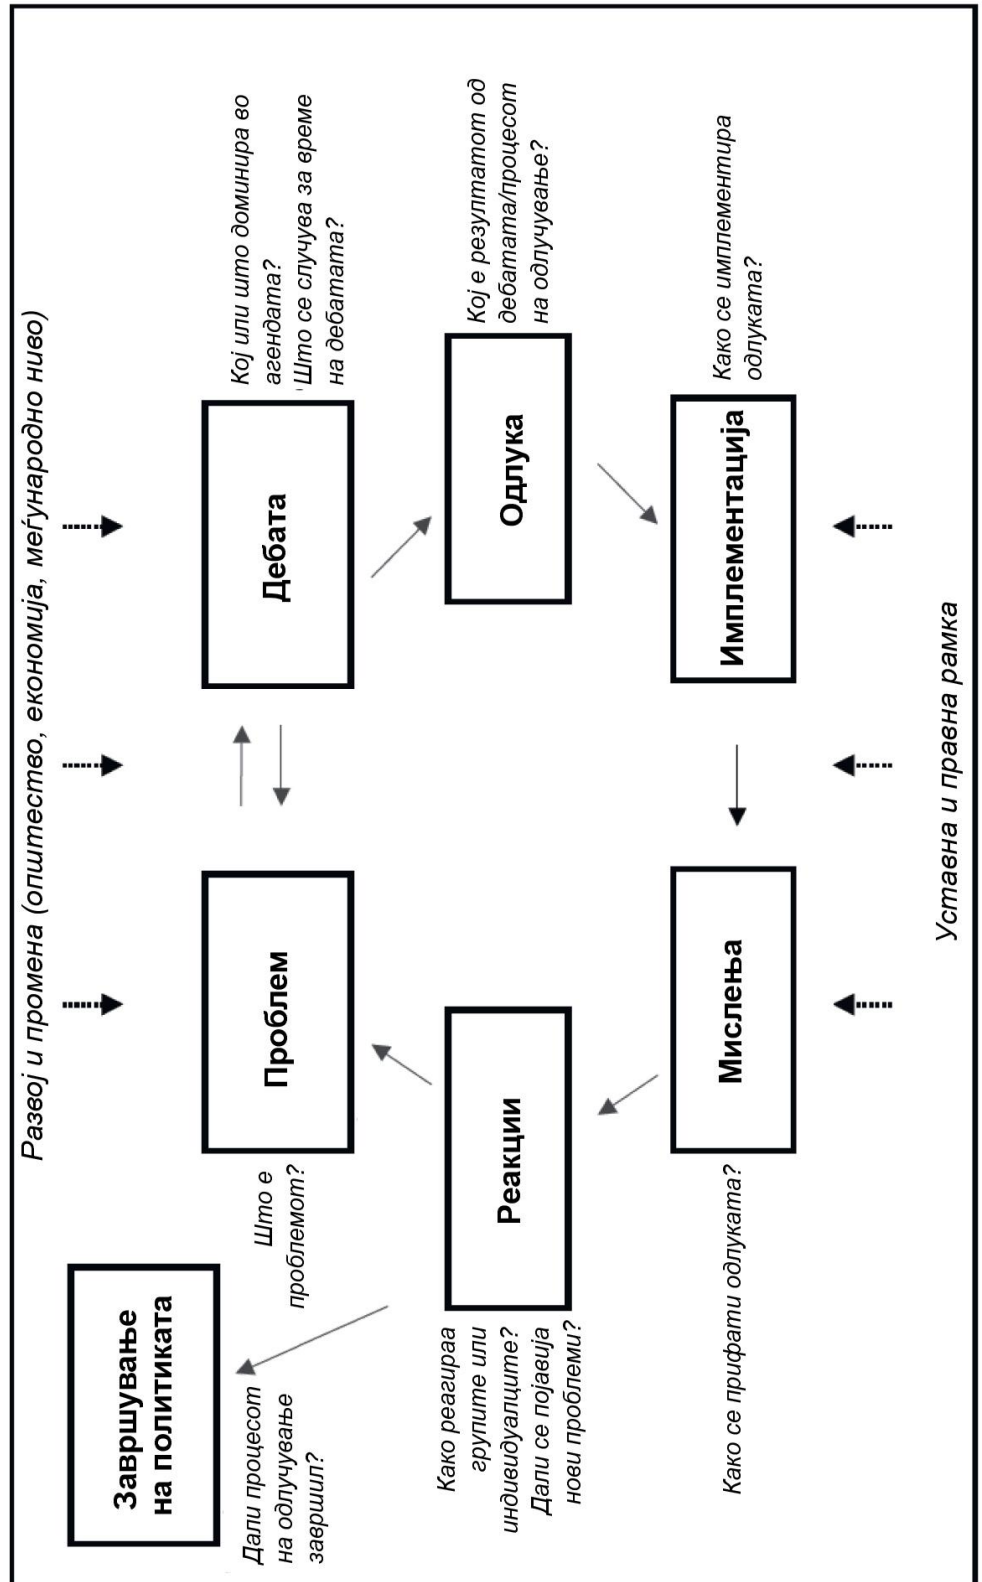 Развој и промена (општество, економија, меѓународно ниво)
Завршување
на политиката
Дали процесот
на одлучување
завршил?
Што е
проблемот?
Проблем
Дебата
Кој или што доминира во
агендата?
Што се случува за време
на дебатата?
Како реагираа
групите или
индивидуалците?
Дали се појавија
нови проблеми?
Реакции
Одлука
Кој е резултатот од
дебатата/процесот
на одлучување?
Како се прифати одлуката?
Мислења
Имплементација
Како се имплементира
одлуката?
Уставна и правна рамка